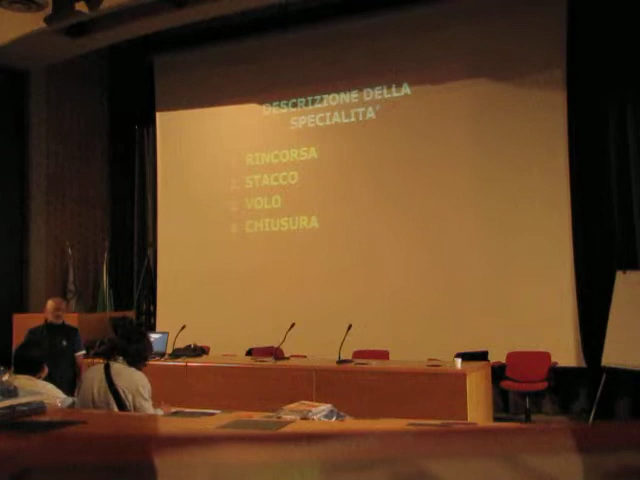 DESCRIZIONE DELLA
SPECIALITA'
RINCORSA
STACCO
VOLO
CHIUSURA